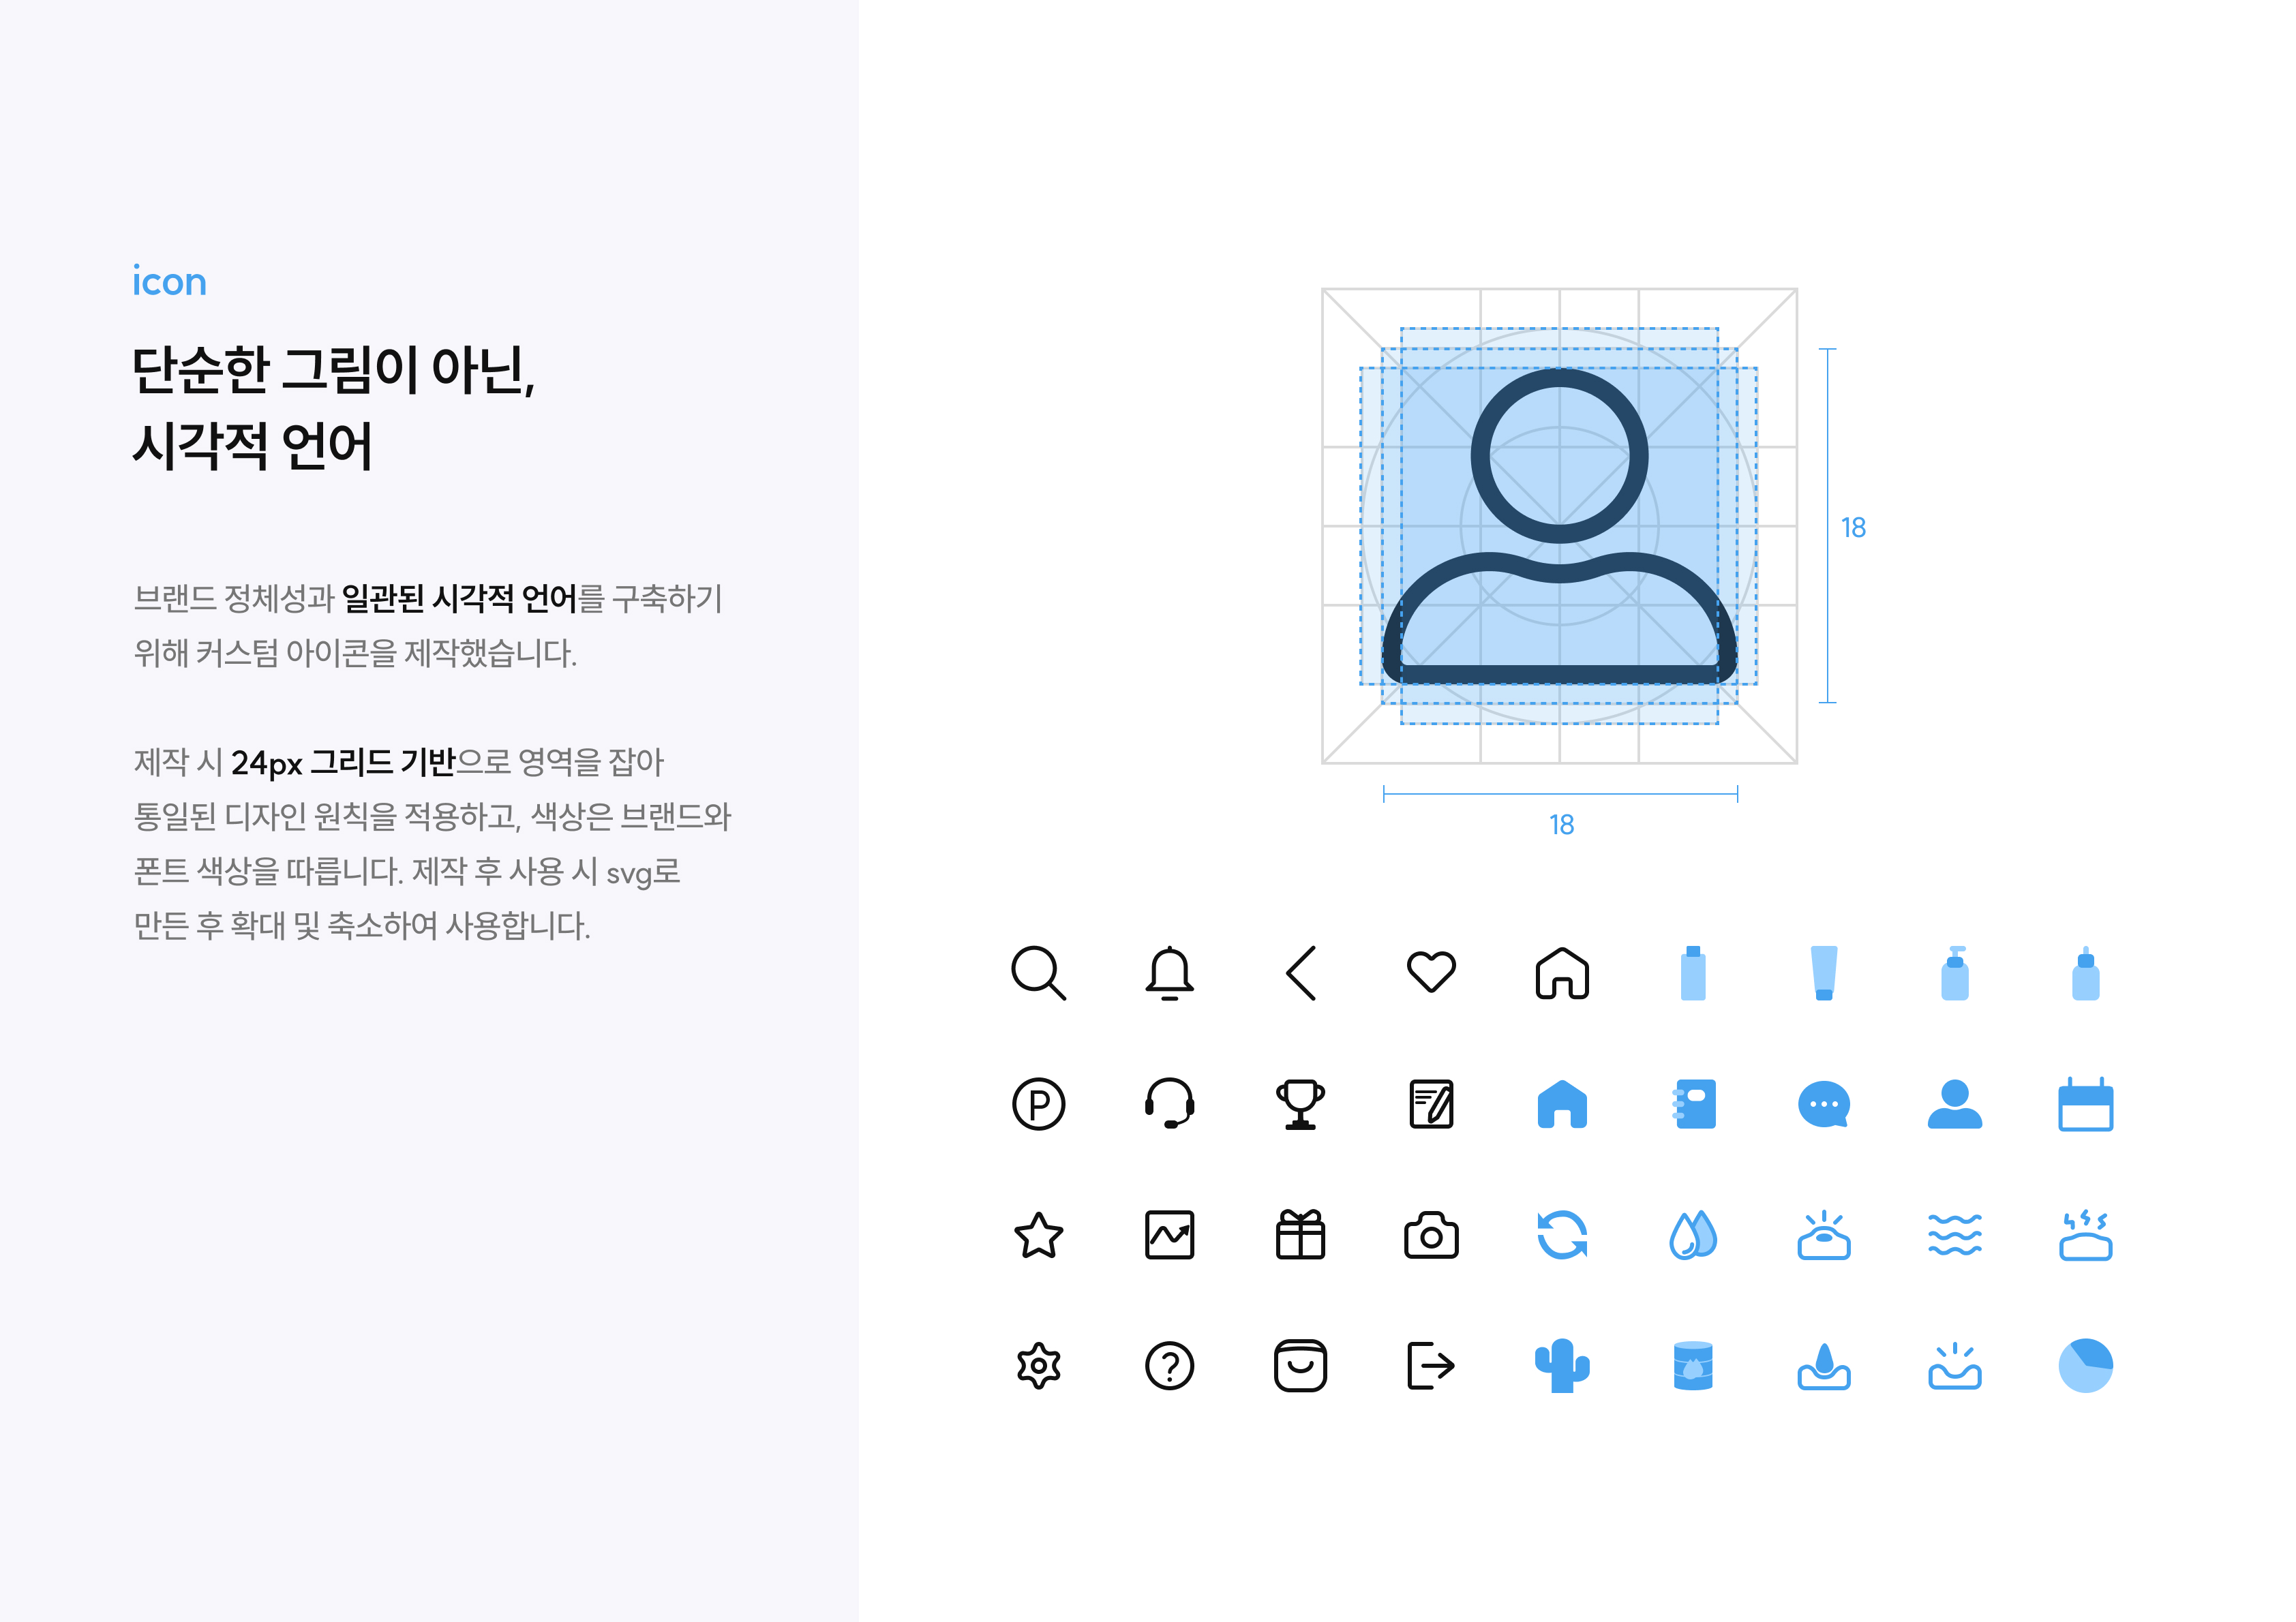 icon
단순한 그림이 아닌,
시각적 언어
브랜드 정체성과 일관된 시각적 언어를 구축하기
위해 커스텀 아이콘을 제작했습니다.
제작 시 24px 그리드 기반으로 영역을 잡아
통일된 디자인 원칙을 적용하고, 색상은 브랜드와
폰트 색상을 따릅니다. 제작 후 사용 시 svg로
만든 후 확대 및 축소하여 사용합니다.
18
18
P
?